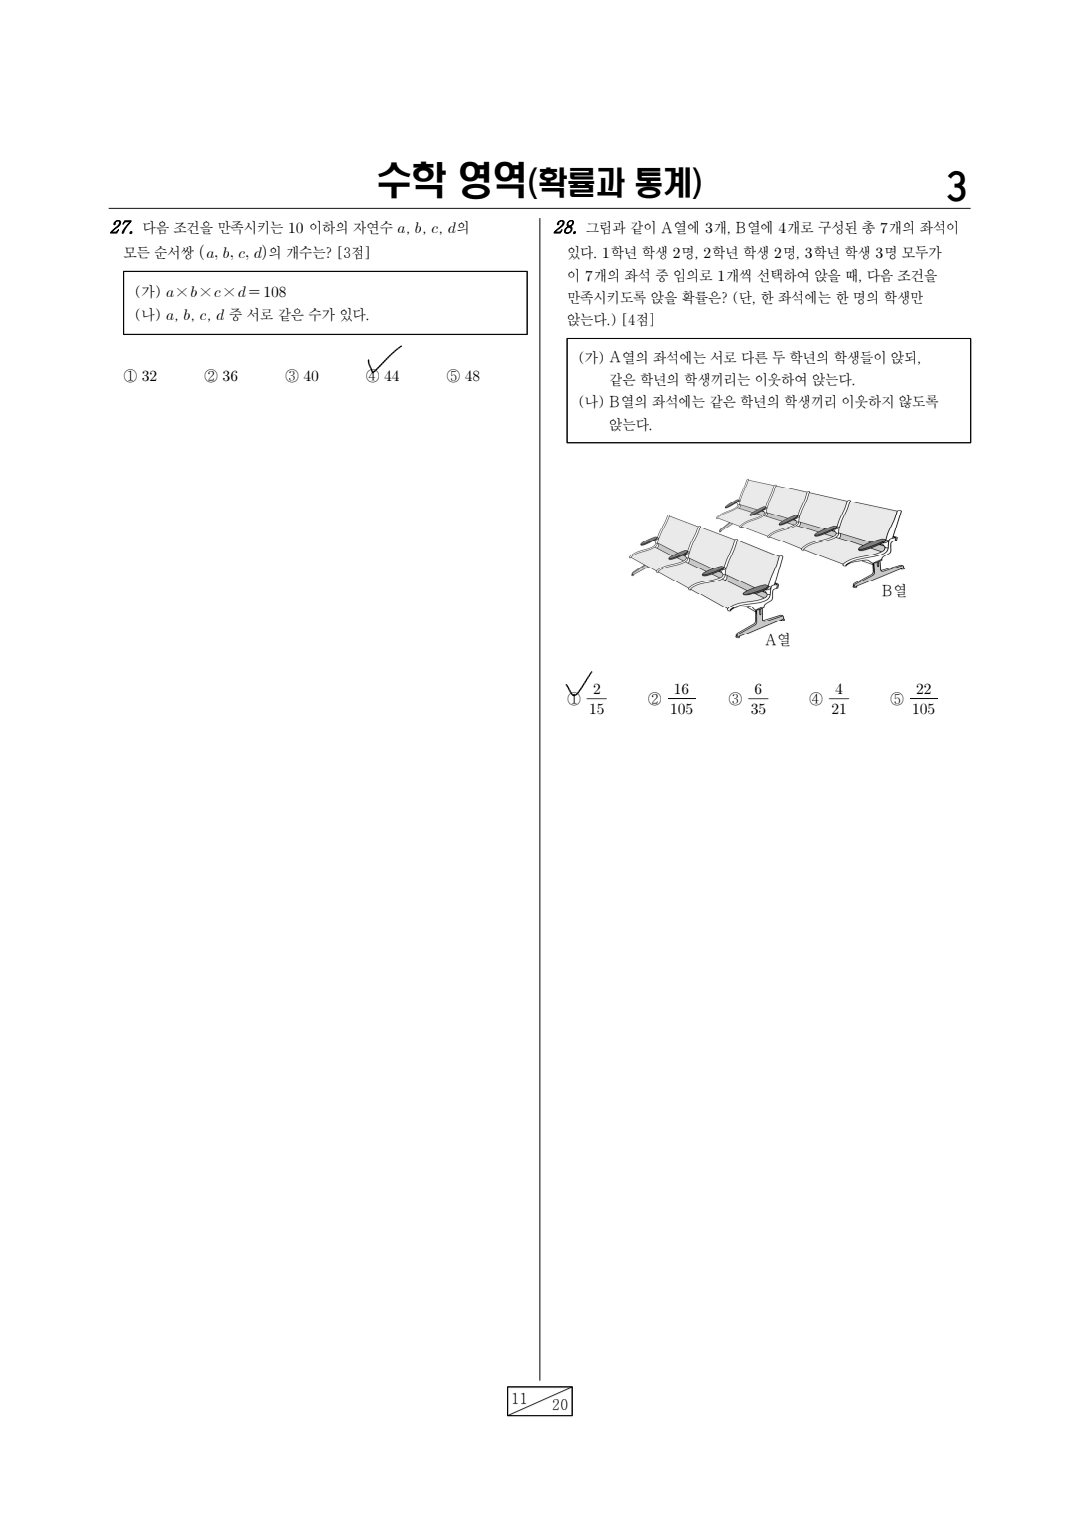 수학 영역(확률과 통계)
3
27. 다음 조건을 만족시키는 10 이하의 자연수 a, b, c, d의
모든 순서쌍 (a, b, c, d)의 개수는? [3점]
(가) a×b×c×d=108
(나) a, b, c, d 중 서로 같은 수가 있다.
① 32 ② 36 ③ 40 ④ 44 ⑤ 48
28. 그림과 같이 A열에 3개, B열에 4개로 구성된 총 7개의 좌석이
있다. 1학년 학생 2명, 2학년 학생 2명, 3학년 학생 3명 모두가
이 7개의 좌석 중 임의로 1개씩 선택하여 앉을 때, 다음 조건을
만족시키도록 앉을 확률은? (단, 한 좌석에는 한 명의 학생만
앉는다.) [4점]
(가) A열의 좌석에는 서로 다른 두 학년의 학생들이 앉되,
같은 학년의 학생끼리는 이웃하여 앉는다.
(나) B열의 좌석에는 같은 학년의 학생끼리 이웃하지 않도록
앉는다.
B열
A열
① 2/15 ② 16/105 ③ 6/35 ④ 4/21 ⑤ 22/105
11
20